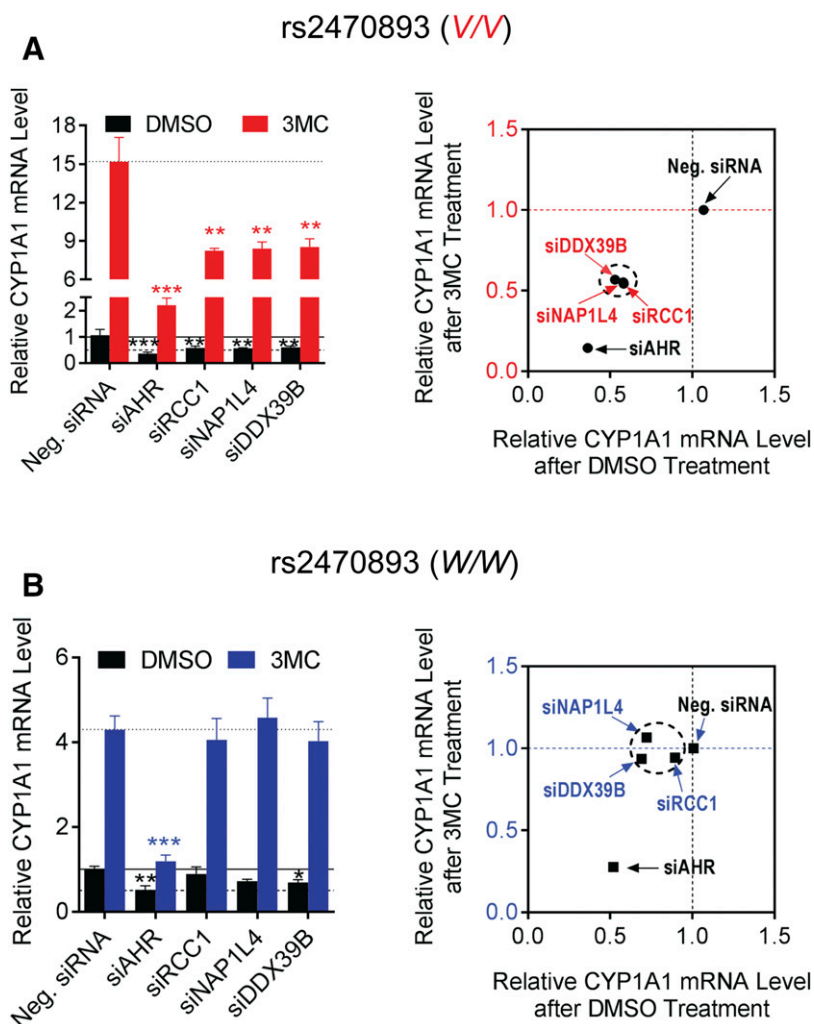 rs2470893 (V/V)
A
Relative CYP1A1 mRNA Level
DMSO 3MC
18
15
12
9
6
2
1
0
** ** **
***
*** ** ** **
Neg. siRNA
siAHR
siRCC1
siNAP1L4
siDDX39B
Relative CYP1A1 mRNA Level
after 3MC Treatment
1.5
1.0
0.5
0.0
Neg. siRNA
siDDX39B
siNAP1L4 siRCC1
siAHR
0.0 0.5 1.0 1.5
Relative CYP1A1 mRNA Level
after DMSO Treatment
rs2470893 (W/W)
B
Relative CYP1A1 mRNA Level
DMSO 3MC
6
4
2
0
***
** *
Neg. siRNA
siAHR
siRCC1
siNAP1L4
siDDX39B
Relative CYP1A1 mRNA Level
after 3MC Treatment
1.5
1.0
0.5
0.0
siNAP1L4 Neg. siRNA
siDDX39B
siRCC1
siAHR
0.0 0.5 1.0 1.5
Relative CYP1A1 mRNA Level
after DMSO Treatment